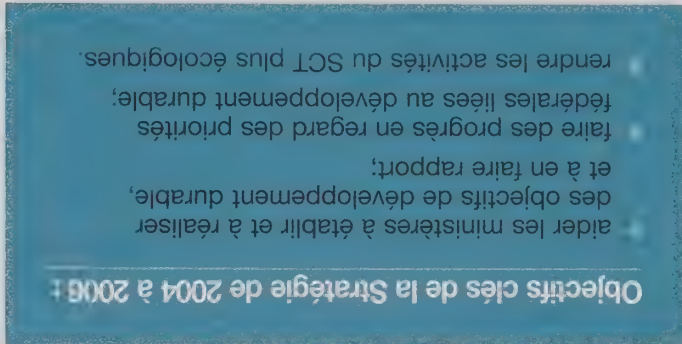 Objectifs clés de la Stratégie de 2004 à 2006 :
aider les ministères à établir et à réaliser
des objectifs de développement durable,
et à en faire rapport;
faire des progrès en regard des priorités
fédérales liées au développement durable;
rendre les activités du SCT plus écologiques.